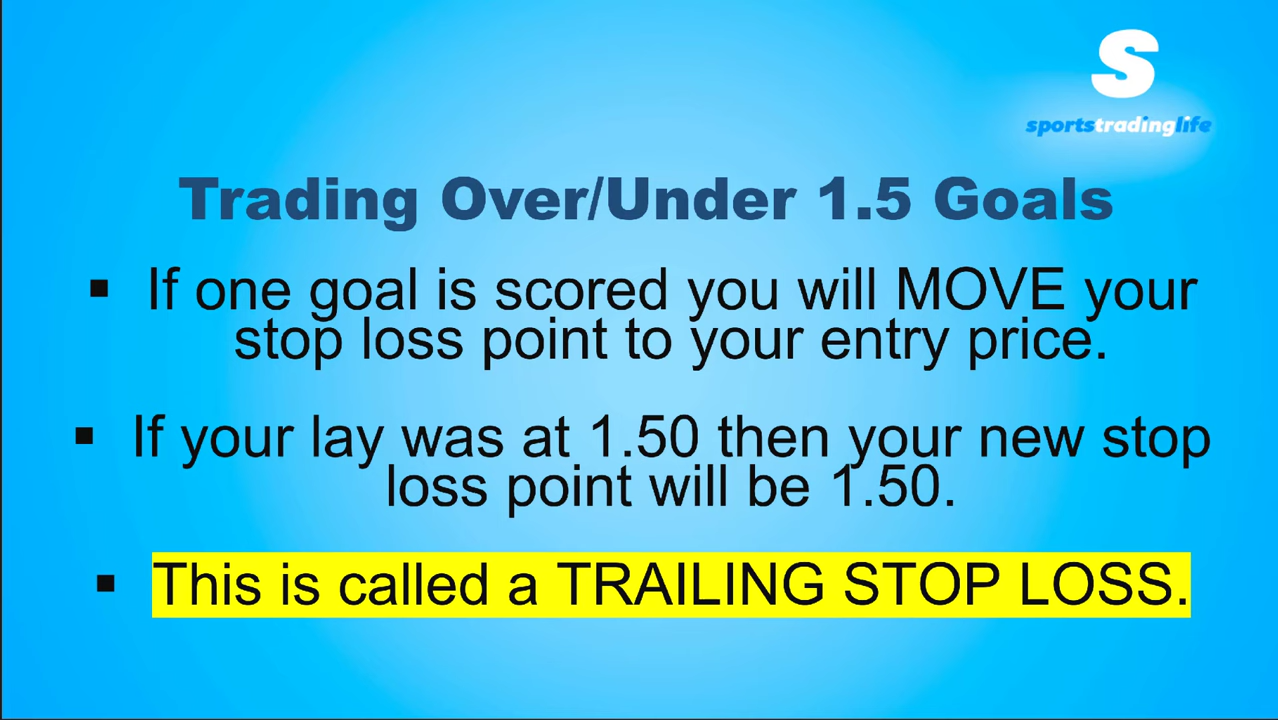 S
sportstradinglife
Trading Over/Under 1.5 Goals
▪ If one goal is scored you will MOVE your
stop loss point to your entry price.
▪ If your lay was at 1.50 then your new stop
loss point will be 1.50.
▪ This is called a TRAILING STOP LOSS.